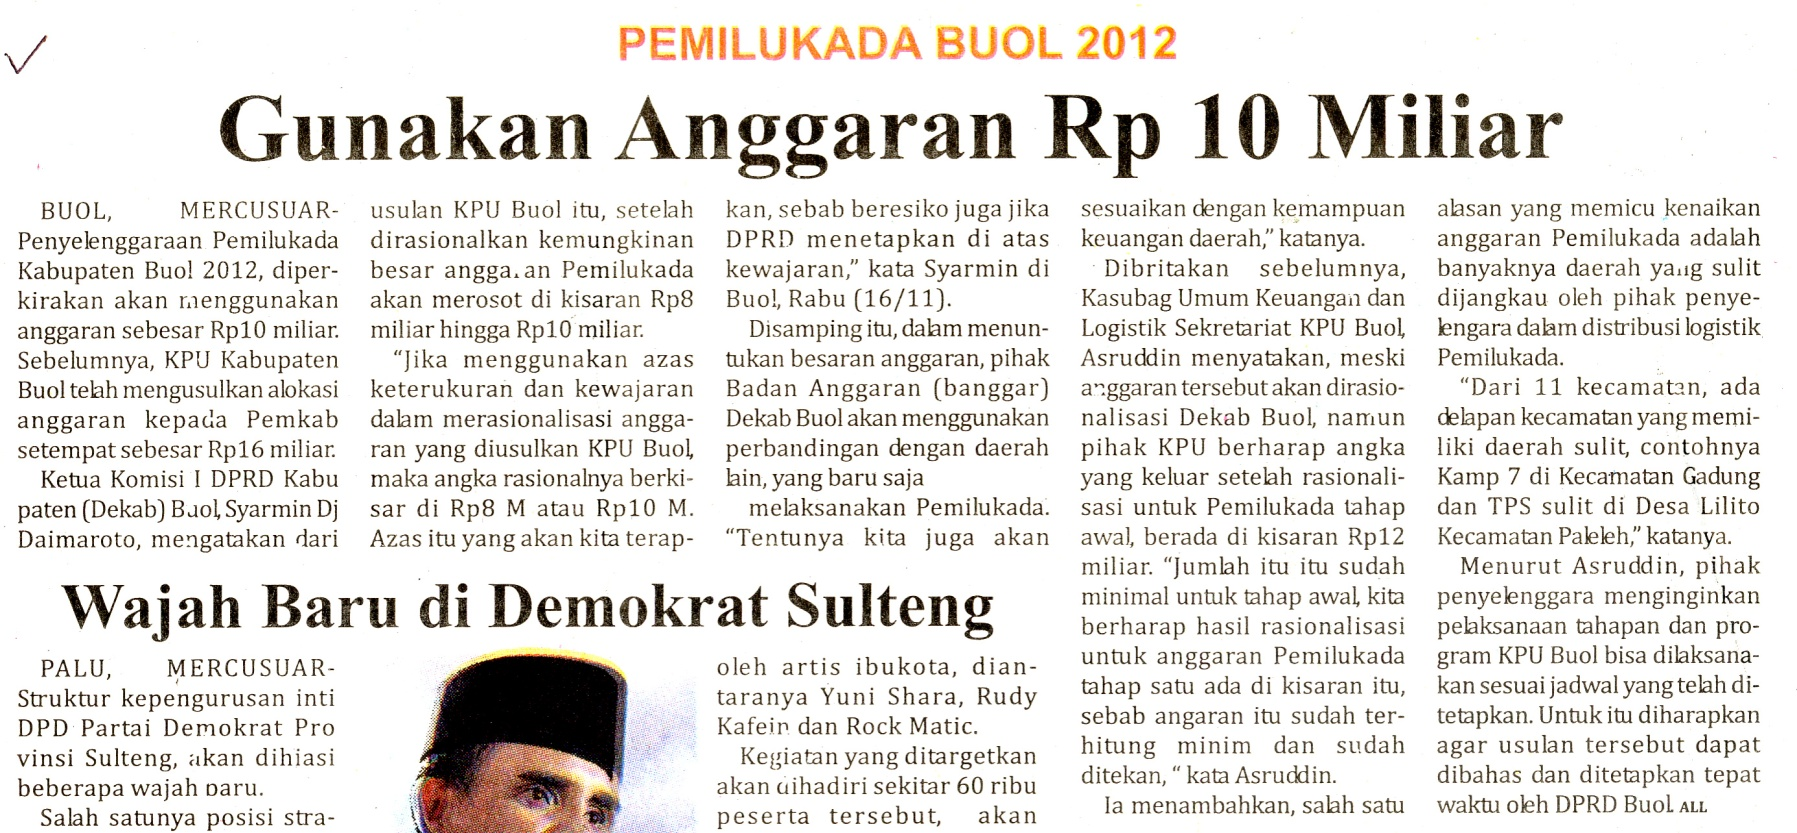 PEMILUKADA BUOL 2012
Gunakan Anggaran Rp 10 Miliar
BUOL, MERCUSUAR-
Penyelenggaraan Pemilukada
Kabupaten Buol 2012, diper-
kirakan akan menggunakan
anggaran sebesar Rp10 miliar.
Sebelumnya, KPU Kabupaten
Buol telah mengusulkan alokasi
anggaran kepada Pemkab
setempat sebesar Rp16 miliar.
Ketua Komisi I DPRD Kabu
paten (Dekab) Buol, Syarmin Dj
Daimaroto, mengatakan dari
usulan KPU Buol itu, setelah
dirasionalkan kemungkinan
besar anggaran Pemilukada
akan merosot di kisaran Rp8
miliar hingga Rp10 miliar.
“Jika menggunakan azas
keterukuran dan kewajaran
dalam merasionalisasi angga-
ran yang diusulkan KPU Buol,
maka angka rasionalnya berki-
sar di Rp8 M atau Rp10 M.
Azas itu yang akan kita terap-
kan, sebab beresiko juga jika
DPRD menetapkan di atas
kewajaran,” kata Syarmin di
Buol, Rabu (16/11).
Disamping itu, dalam menun-
tukan besaran anggaran, pihak
Badan Anggaran (banggar)
Dekab Buol akan menggunakan
perbandingan dengan daerah
lain, yang baru saja
melaksanakan Pemilukada.
“Tentunya kita juga akan
sesuaikan dengan kemampuan
keuangan daerah,” katanya.
Dibritakan sebelumnya,
Kasubag Umum Keuangan dan
Logistik Sekretariat KPU Buol,
Asruddin menyatakan, meski
anggaran tersebut akan dirasio-
nalisasi Dekab Buol, namun
pihak KPU berharap angka
yang keluar setelah rasionali-
sasi untuk Pemilukada tahap
awal, berada di kisaran Rp12
miliar. “Jumlah itu itu sudah
minimal untuk tahap awal, kita
berharap hasil rasionalisasi
untuk anggaran Pemilukada
tahap satu ada di kisaran itu,
sebab angaran itu sudah ter-
hitung minim dan sudah
ditekan, “ kata Asruddin.
Ia menambahkan, salah satu
alasan yang memicu kenaikan
anggaran Pemilukada adalah
banyaknya daerah yang sulit
dijangkau oleh pihak penye-
lengara dalam distribusi logistik
Pemilukada.
“Dari 11 kecamatan, ada
delapan kecamatan yang memi-
liki daerah sulit, contohnya
Kamp 7 di Kecamatan Gadung
dan TPS sulit di Desa Lilito
Kecamatan Paleleh,” katanya.
Menurut Asruddin, pihak
penyelenggara menginginkan
pelaksanaan tahapan dan pro-
gram KPU Buol bisa dilaksana-
kan sesuai jadwal yang telah di-
tetapkan. Untuk itu diharapkan
agar usulan tersebut dapat
dibahas dan ditetapkan tepat
waktu oleh DPRD Buol. ALL
Wajah Baru di Demokrat Sulteng
PALU, MERCUSUAR-
Struktur kepengurusan inti
DPD Partai Demokrat Pro
vinsi Sulteng, akan dihiasi
beberapa wajah baru.
Salah satunya posisi stra-
oleh artis ibukota, dian-
taranya Yuni Shara, Rudy
Kafein dan Rock Matic.
Kegiatan yang ditargetkan
akan dihadiri sekitar 60 ribu
peserta tersebut, akan